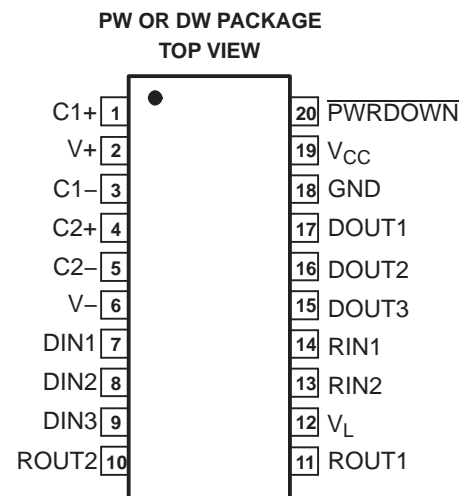 PW OR DW PACKAGE
TOP VIEW
C1+ 1 20 PWRDOWN
V+ 2 19 VCC
C1− 3 18 GND
C2+ 4 17 DOUT1
C2− 5 16 DOUT2
V− 6 15 DOUT3
DIN1 7 14 RIN1
DIN2 8 13 RIN2
DIN3 9 12 VL
ROUT2 10 11 ROUT1